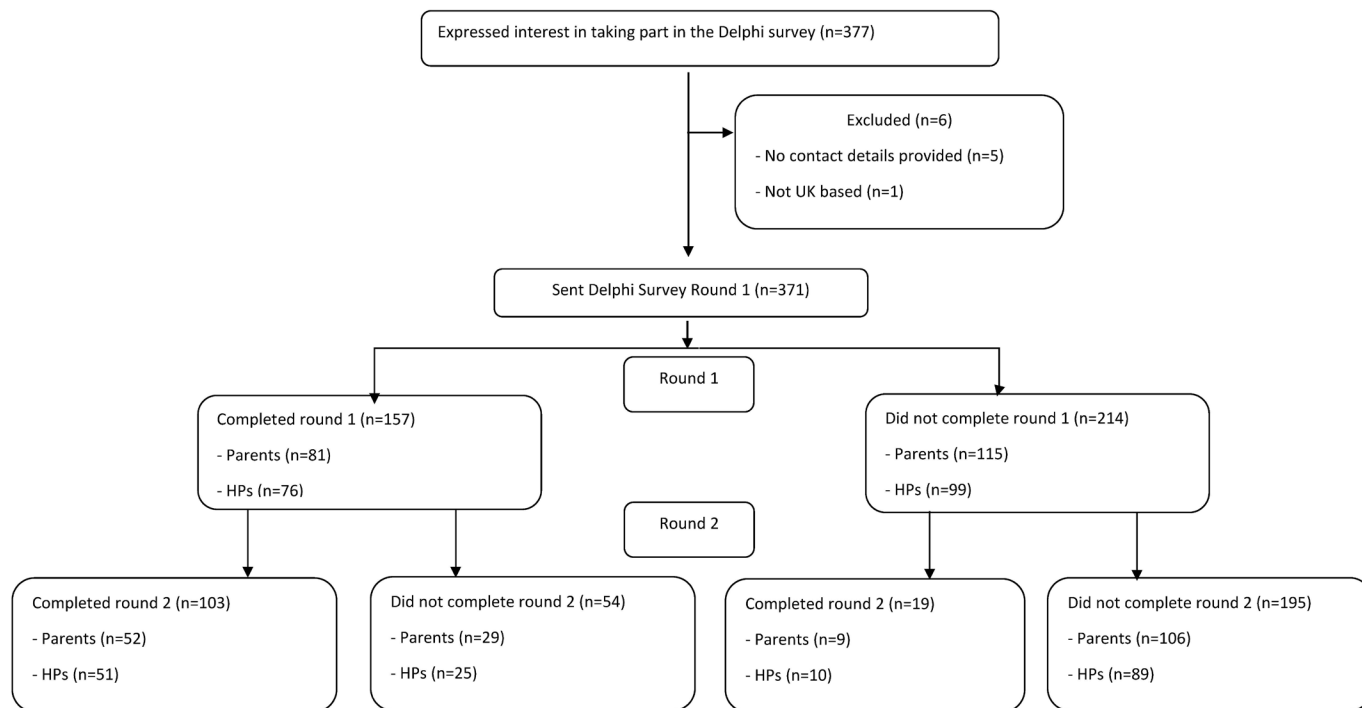 Expressed interest in taking part in the Delphi survey (n=377)
Excluded (n=6)
- No contact details provided (n=5)
- Not UK based (n=1)
Sent Delphi Survey Round 1 (n=371)
Round 1
Completed round 1 (n=157)
- Parents (n=81)
- HPs (n=76)
Did not complete round 1 (n=214)
- Parents (n=115)
- HPs (n=99)
Round 2
Completed round 2 (n=103)
- Parents (n=52)
- HPs (n=51)
Did not complete round 2 (n=54)
- Parents (n=29)
- HPs (n=25)
Completed round 2 (n=19)
- Parents (n=9)
- HPs (n=10)
Did not complete round 2 (n=195)
- Parents (n=106)
- HPs (n=89)